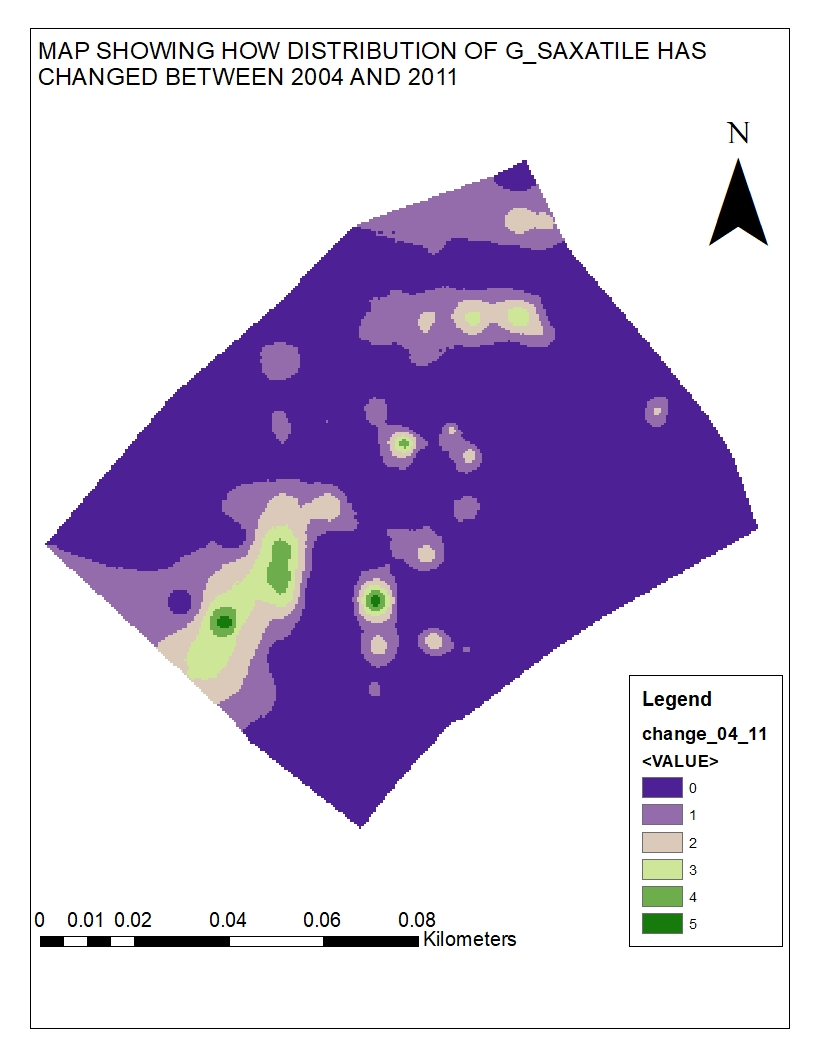 MAP SHOWING HOW DISTRIBUTION OF G_SAXATILE HAS
CHANGED BETWEEN 2004 AND 2011
N
Legend
change_04_11
<VALUE>
0
1
2
3
4
5
0 0.01 0.02 0.04 0.06 0.08
Kilometers